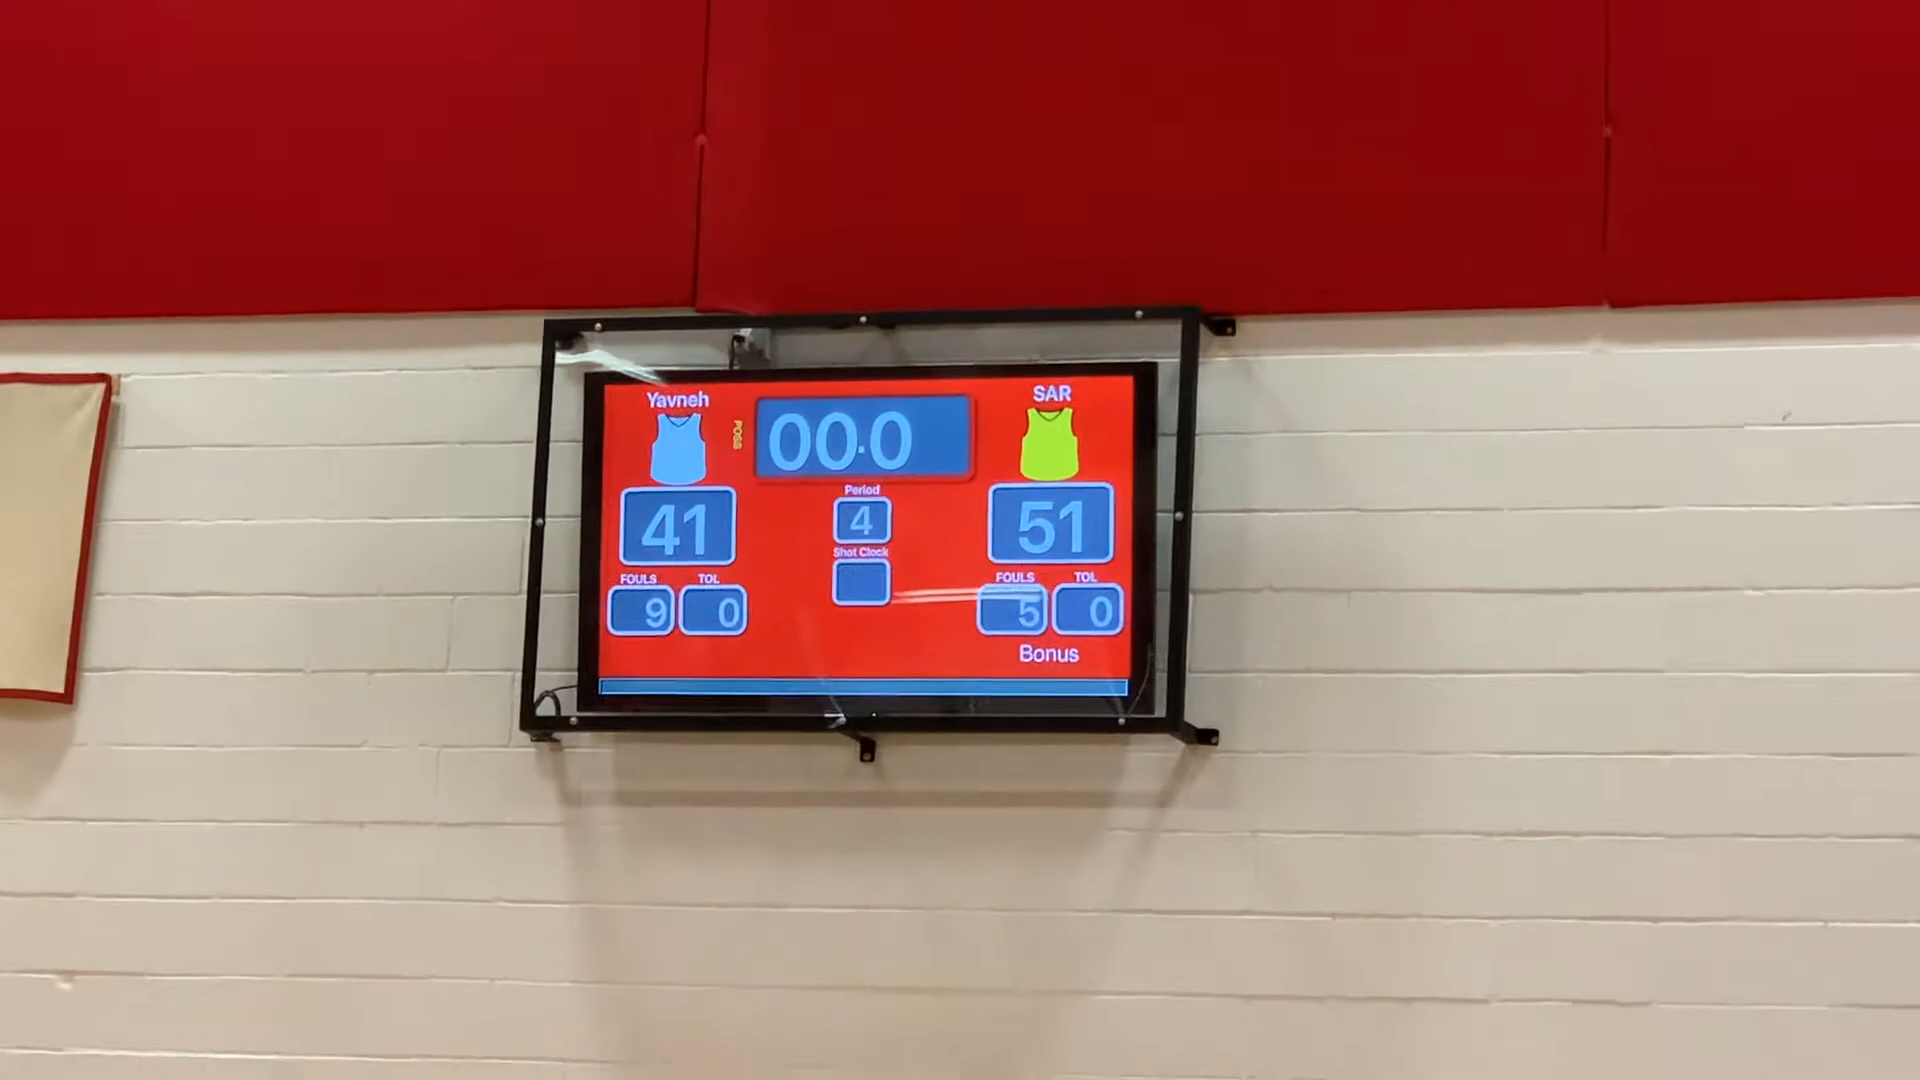 Yavneh
POSS
00.0
SAR
41
Period
4
51
Shot Clock
FOULS
TOL
9
0
FOULS
TOL
5
0
Bonus